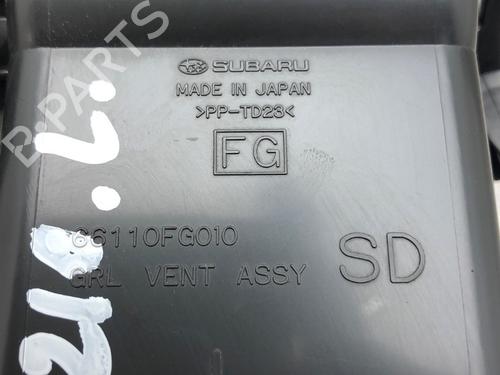 SUBARU
MADE IN JAPAN
>PP-TD23<
FG
66110FG010
GRL VENT ASSY
SD
B-PARTS